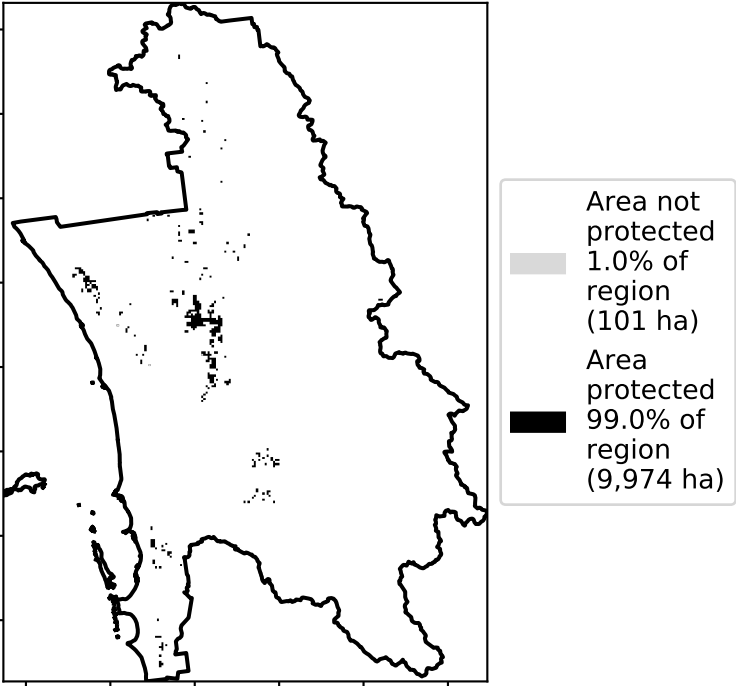 Area not
protected
1.0% of
region
(101 ha)
Area
protected
99.0% of
region
(9,974 ha)